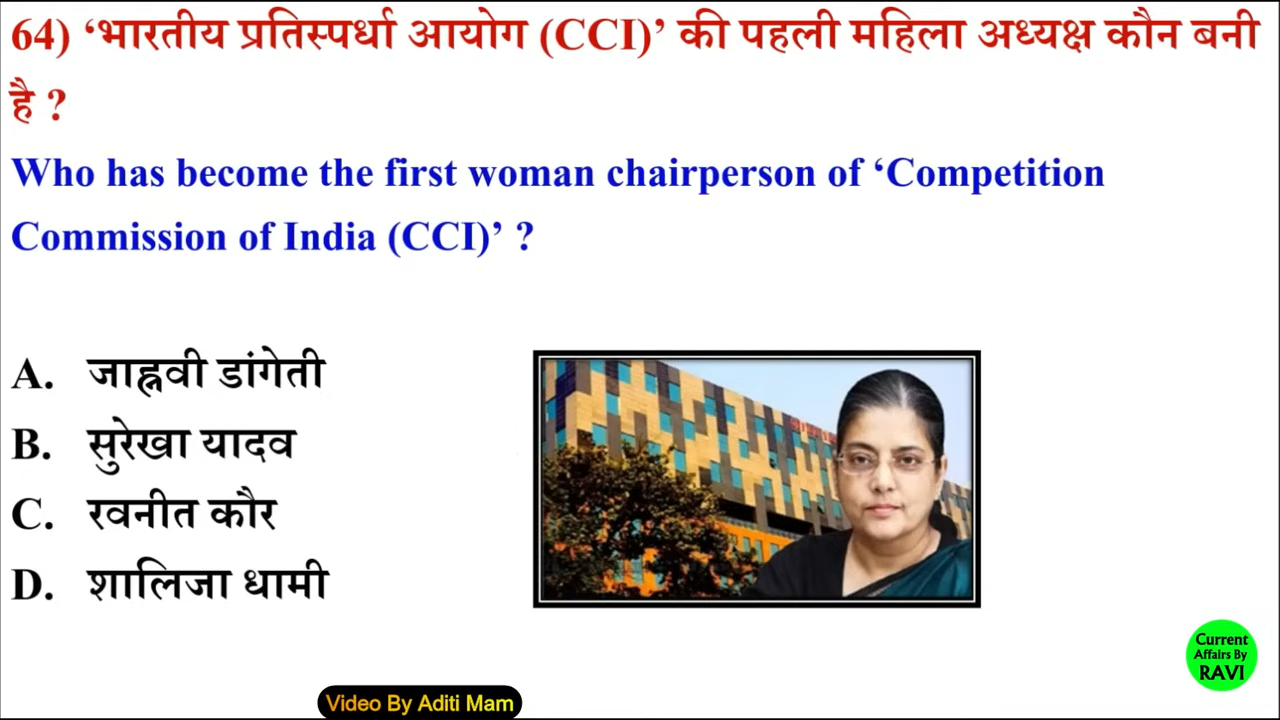 64) ‘भारतीय प्रतिस्पर्धा आयोग (CCI)’ की पहली महिला अध्यक्ष कौन बनी
है ?
Who has become the first woman chairperson of ‘Competition
Commission of India (CCI)’ ?
A. जाह्नवी डांगेती
B. सुरेखा यादव
C. रवनीत कौर
D. शालिजा धामी
Current
Affairs By
RAVI
Video By Aditi Mam